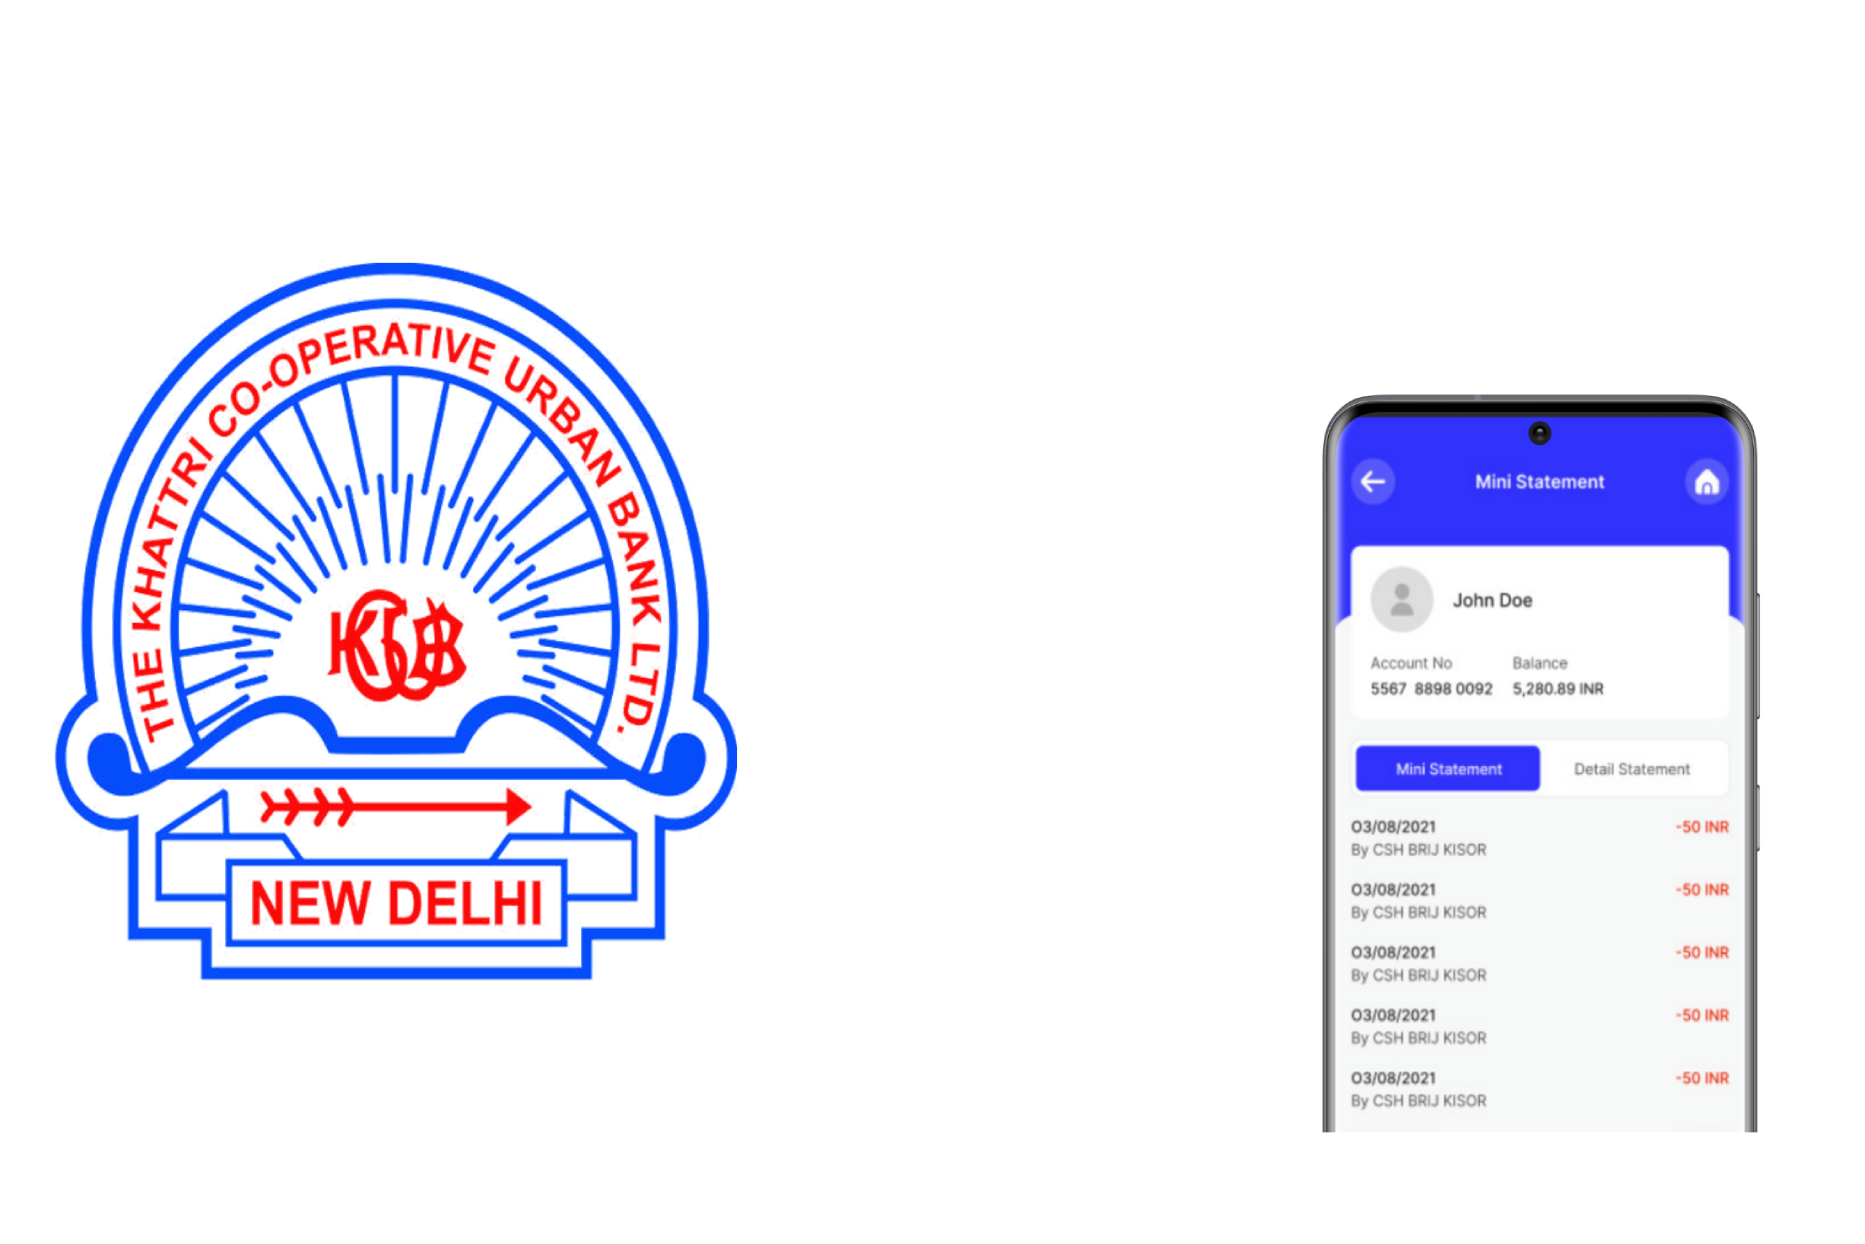 THE KHATTRI CO-OPERATIVE URBAN BANK LTD.
KCUB
NEW DELHI
Mini Statement
John Doe
Account No Balance
5567 8898 0092 5,280.89 INR
Mini Statement Detail Statement
03/08/2021 -50 INR
By CSH BRIJ KISOR
03/08/2021 -50 INR
By CSH BRIJ KISOR
03/08/2021 -50 INR
By CSH BRIJ KISOR
03/08/2021 -50 INR
By CSH BRIJ KISOR
03/08/2021 -50 INR
By CSH BRIJ KISOR